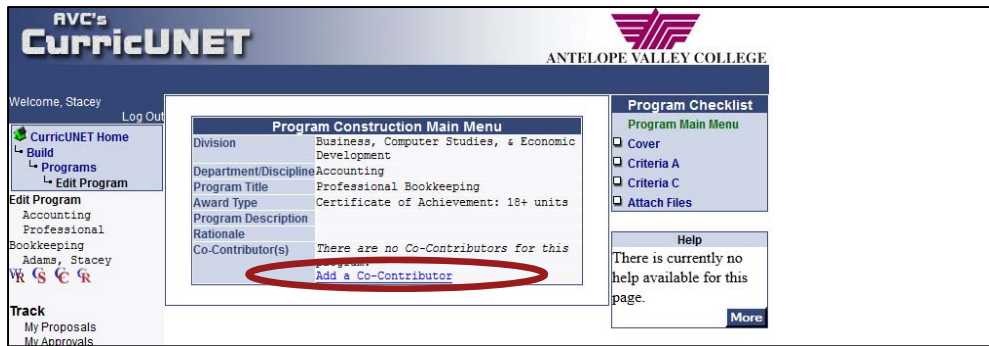 AVC's
CurricUNET
ANTELOPE VALLEY COLLEGE
Welcome, Stacey
Log Out
CurricUNET Home
Build
Programs
Edit Program
Edit Program
Accounting
Professional
Bookkeeping
Adams, Stacey
WR CS CC CR
Track
My Proposals
My Approvals
Program Construction Main Menu
Division Business, Computer Studies, & Economic
Development
Department/Discipline Accounting
Program Title Professional Bookkeeping
Award Type Certificate of Achievement: 18+ units
Program Description
Rationale
Co-Contributor(s) There are no Co-Contributors for this
program.
Add a Co-Contributor
Program Checklist
Program Main Menu
Cover
Criteria A
Criteria C
Attach Files
Help
There is currently no
help available for this
page.
More